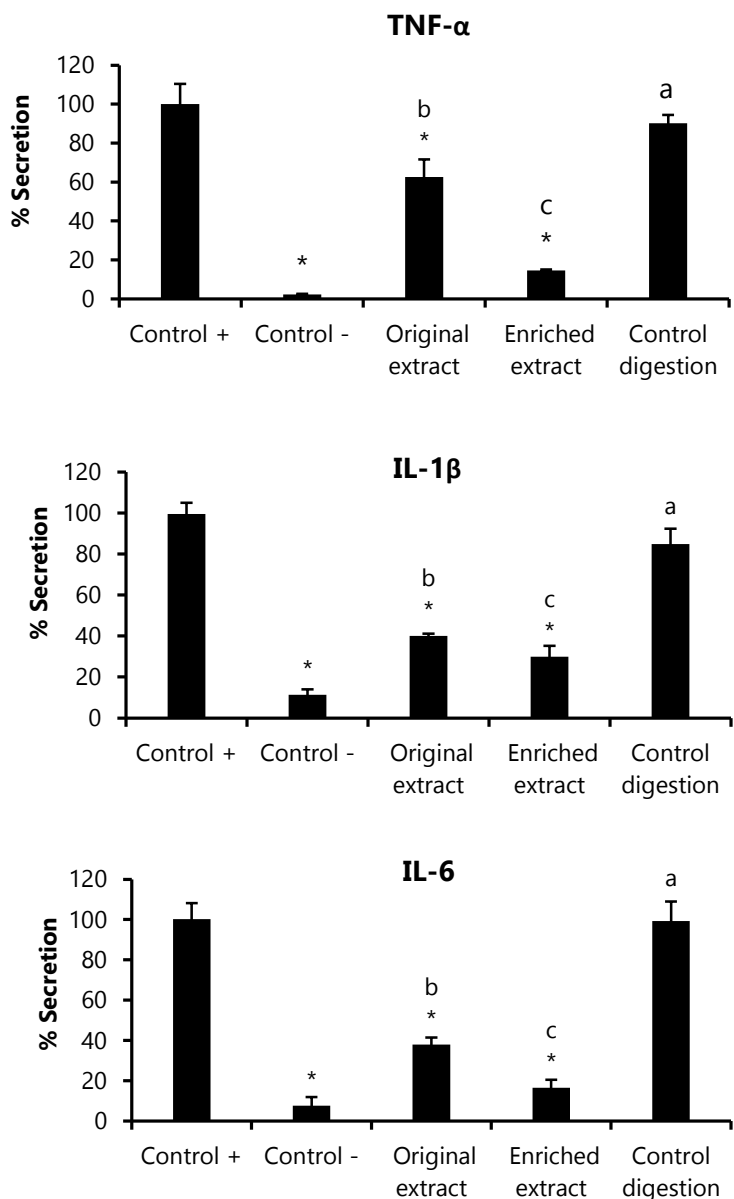 TNF-α
% Secretion
120
100
80
60
40
20
0
*
b
*
c
*
a
Control +
Control -
Original
extract
Enriched
extract
Control
digestion
IL-1β
% Secretion
120
100
80
60
40
20
0
*
b
*
c
*
a
Control +
Control -
Original
extract
Enriched
extract
Control
digestion
IL-6
% Secretion
120
100
80
60
40
20
0
*
b
*
c
*
a
Control +
Control -
Original
extract
Enriched
extract
Control
digestion